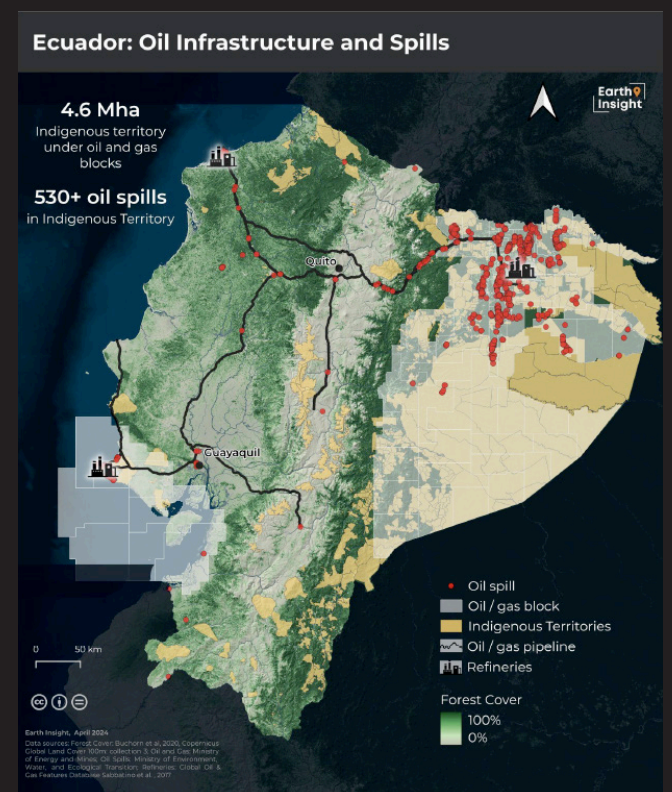 Ecuador: Oil Infrastructure and Spills
4.6 Mha
Indigenous territory
under oil and gas
blocks
530+ oil spills
in Indigenous Territory
Earth
Insight
Quito
Guayaquil
Oil spill
Oil / gas block
Indigenous Territories
Oil / gas pipeline
Refineries
0 50 km
Forest Cover
100%
0%
Earth Insight, April 2024
Data sources: Forest Cover: Buchorn et al, 2020, Copernicus
Global Land Cover 100m: collection 3; Oil and Gas: Ministry
of Energy and Mines; Oil Spills: Ministry of Environment,
Water, and Ecological Transition; Refineries: Global Oil &
Gas Features Database Sabbatino et al., 2017